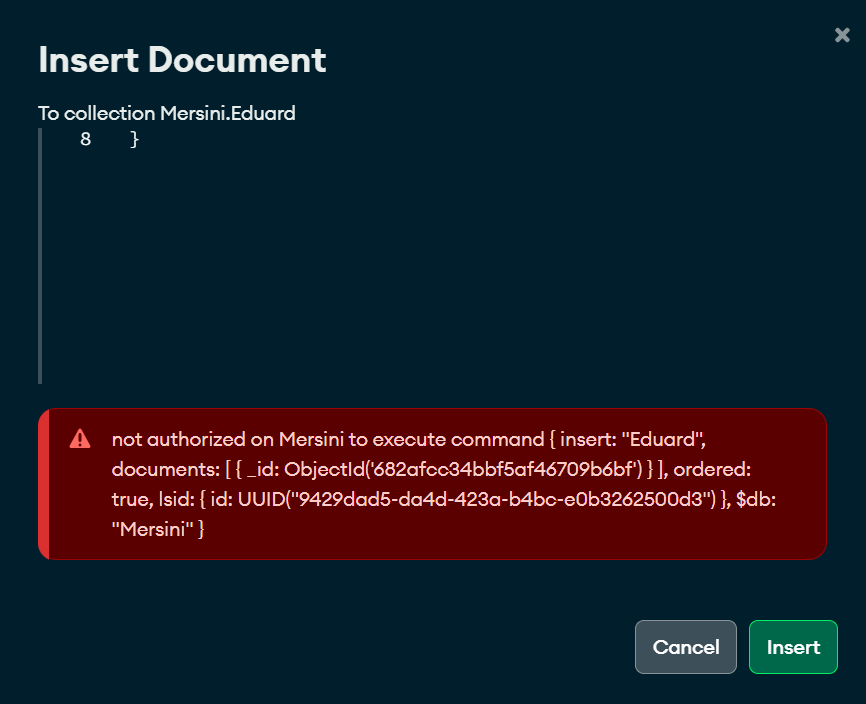 Insert Document
To collection Mersini.Eduard
8 }
not authorized on Mersini to execute command { insert: "Eduard",
documents: [ { _id: ObjectId('682afcc34bbf5af46709b6bf') } ], ordered:
true, lsid: { id: UUID("9429dad5-da4d-423a-b4bc-e0b3262500d3") }, $db:
"Mersini" }
Cancel
Insert